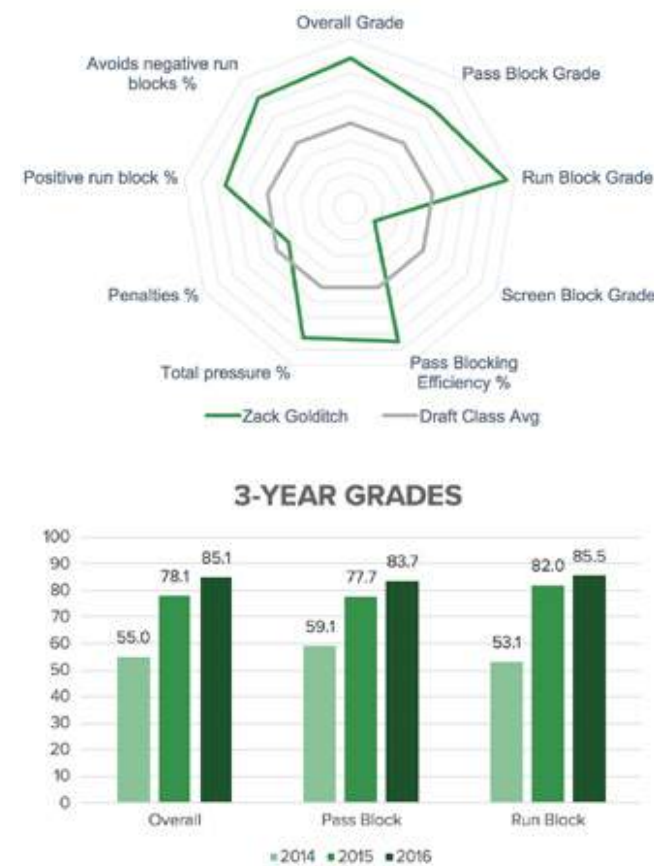 Overall Grade
Avoids negative run
blocks %
Pass Block Grade
Positive run block %
Run Block Grade
Penalties %
Screen Block Grade
Total pressure %
Pass Blocking
Efficiency %
Zack Golditch
Draft Class Avg
3-YEAR GRADES
100
90
80
70
60
50
40
30
20
10
0
55.0
78.1
85.1
59.1
77.7
83.7
53.1
82.0
85.5
Overall
Pass Block
Run Block
2014 2015 2016